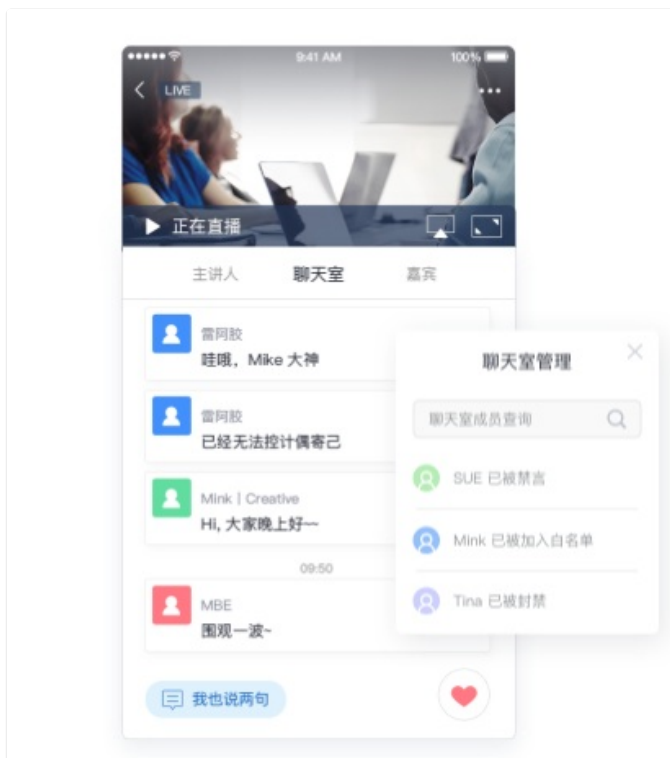 9:41 AM
100%
LIVE
正在直播
主讲人
聊天室
嘉宾
雷阿胶
哇哦，Mike 大神
雷阿胶
已经无法控计偶寄己
Mink | Creative
Hi, 大家晚上好~~
09:50
MBE
围观一波~
我也说两句
聊天室管理
聊天室成员查询
SUE 已被禁言
Mink 已被加入白名单
Tina 已被封禁